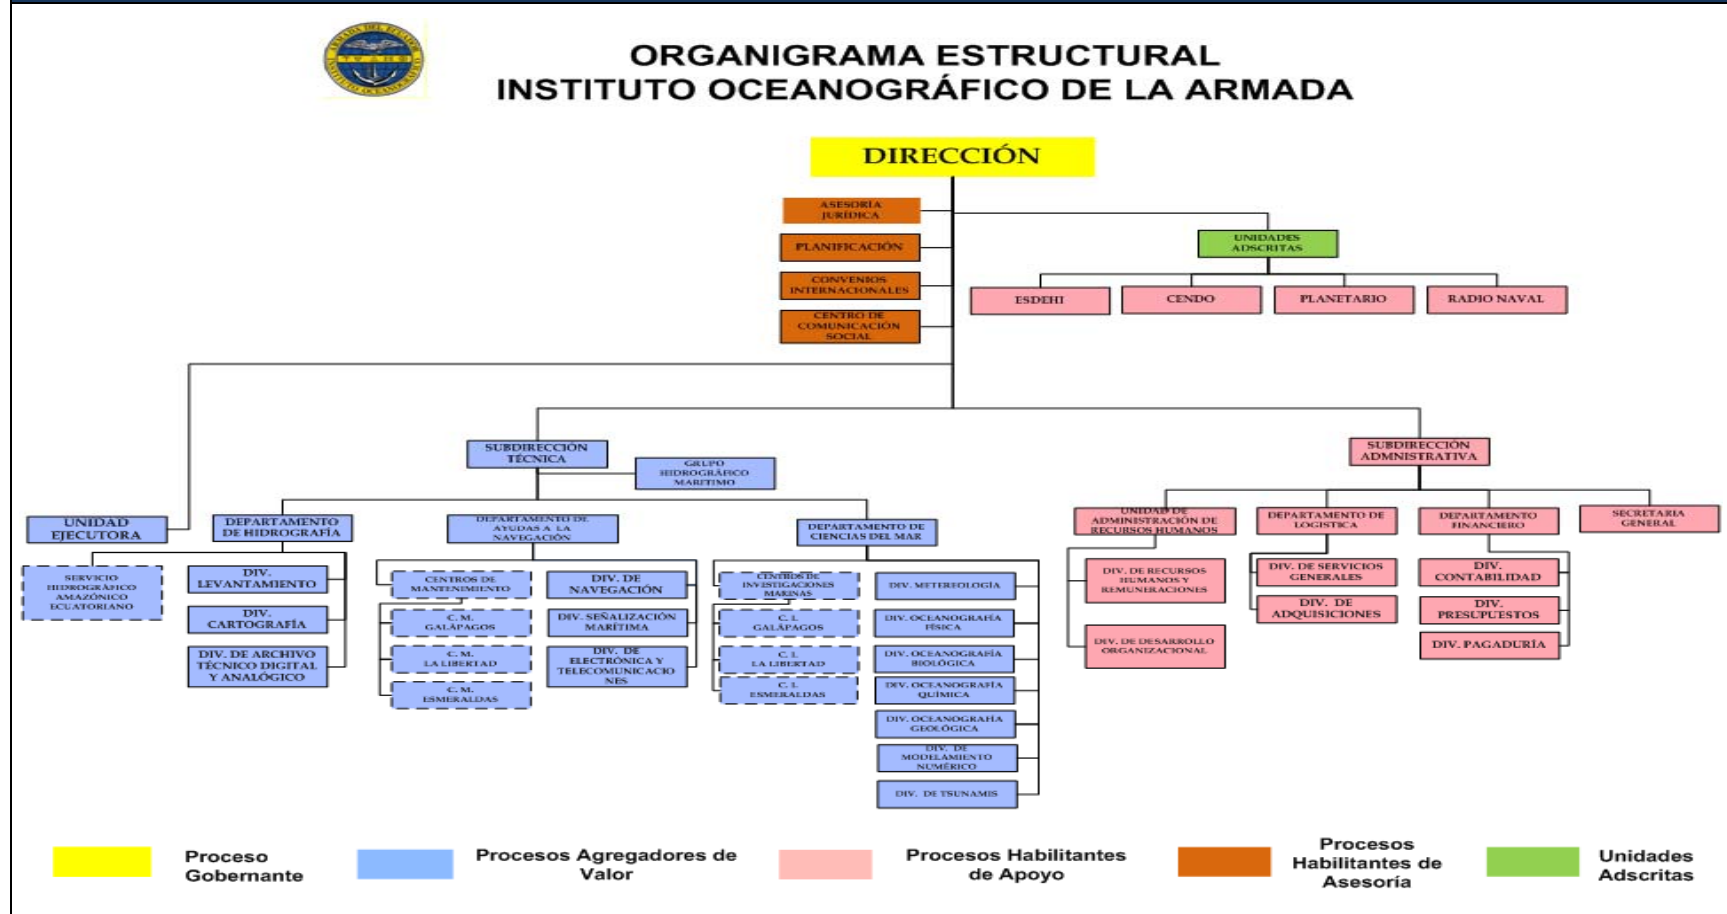 ARMADA DEL ECUADOR
INSTITUTO OCEANOGRAFICO
ORGANIGRAMA ESTRUCTURAL
INSTITUTO OCEANOGRÁFICO DE LA ARMADA
DIRECCIÓN
ASESORÍA
JURÍDICA
PLANIFICACIÓN
CONVENIOS
INTERNACIONALES
CENTRO DE
COMUNICACIÓN
SOCIAL
UNIDADES
ADSCRITAS
ESDEHI
CENDO
PLANETARIO
RADIO NAVAL
SUBDIRECCIÓN
TÉCNICA
GRUPO
HIDROGRÁFICO
MARITIMO
SUBDIRECCIÓN
ADMNISTRATIVA
UNIDAD
EJECUTORA
SERVICIO
HIDROGRÁFICO
AMAZÓNICO
ECUATORIANO
DEPARTAMENTO
DE HIDROGRAFÍA
DIV.
LEVANTAMIENTO
DIV.
CARTOGRAFÍA
DIV. DE ARCHIVO
TÉCNICO DIGITAL
Y ANALÓGICO
DEPARTAMENTO DE
AYUDAS A LA
NAVEGACIÓN
CENTROS DE
MANTENIMIENTO
C. M.
GALÁPAGOS
C. M.
LA LIBERTAD
C. M.
ESMERALDAS
DIV. DE
NAVEGACIÓN
DIV. SEÑALIZACIÓN
MARÍTIMA
DIV. DE
ELECTRÓNICA Y
TELECOMUNICACIO
NES
DEPARTAMENTO DE
CIENCIAS DEL MAR
CENTROS DE
INVESTIGACIONES
MARINAS
C. I.
GALÁPAGOS
C. I.
LA LIBERTAD
C. I.
ESMERALDAS
DIV. METEREOLOGÍA
DIV. OCEANOGRAFÍA
FÍSICA
DIV. OCEANOGRAFÍA
BIOLÓGICA
DIV. OCEANOGRAFÍA
QUÍMICA
DIV. OCEANOGRAFÍA
GEOLÓGICA
DIV. DE
MODELAMIENTO
NUMÉRICO
DIV. DE TSUNAMIS
UNIDAD DE
ADMINISTRACIÓN DE
RECURSOS HUMANOS
DIV. DE RECURSOS
HUMANOS Y
REMUNERACIONES
DIV. DE DESARROLLO
ORGANIZACIONAL
DEPARTAMENTO DE
LOGISTICA
DIV. DE SERVICIOS
GENERALES
DIV. DE
ADQUISICIONES
DEPARTAMENTO
FINANCIERO
DIV.
CONTABILIDAD
DIV.
PRESUPUESTOS
DIV. PAGADURÍA
SECRETARIA
GENERAL
Proceso
Gobernante
Procesos Agregadores de
Valor
Procesos Habilitantes
de Apoyo
Procesos
Habilitantes de
Asesoría
Unidades
Adscritas